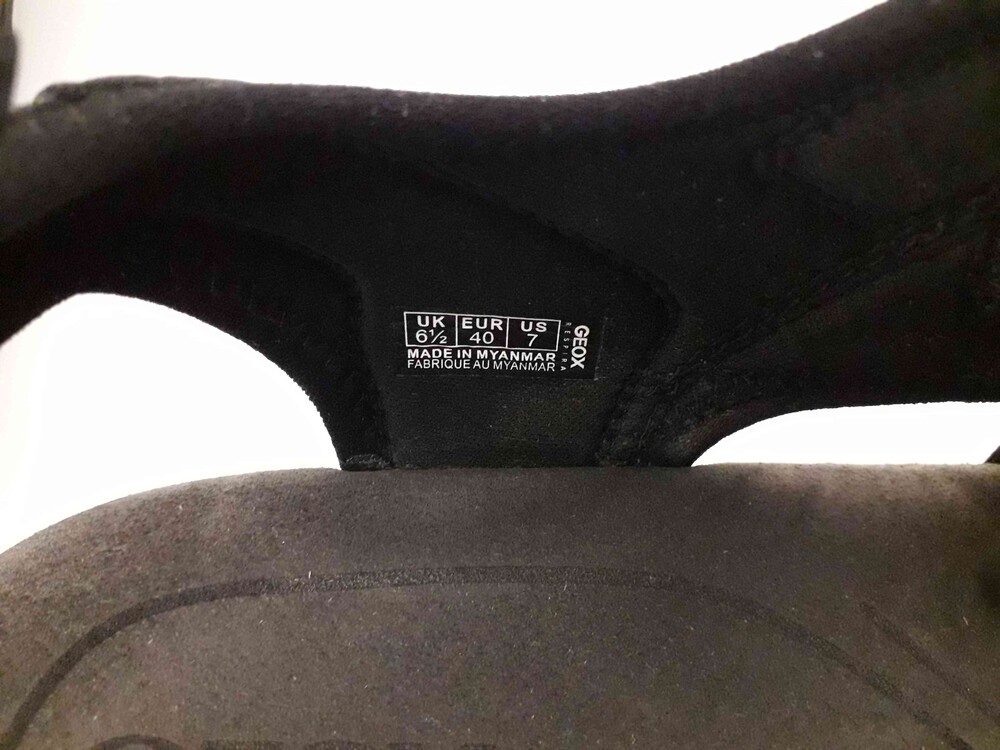 UK EUR US
6½ 40 7
MADE IN MYANMAR
FABRIQUE AU MYANMAR
GEOX
RESPIRA